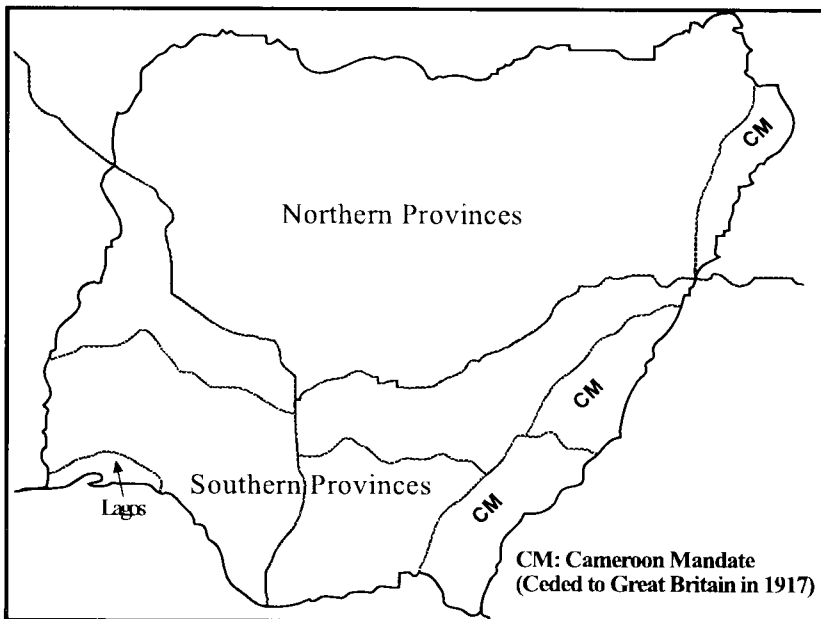 CM
Northern Provinces
CM
Southern Provinces
CM
Lagos
CM: Cameroon Mandate
(Ceded to Great Britain in 1917)